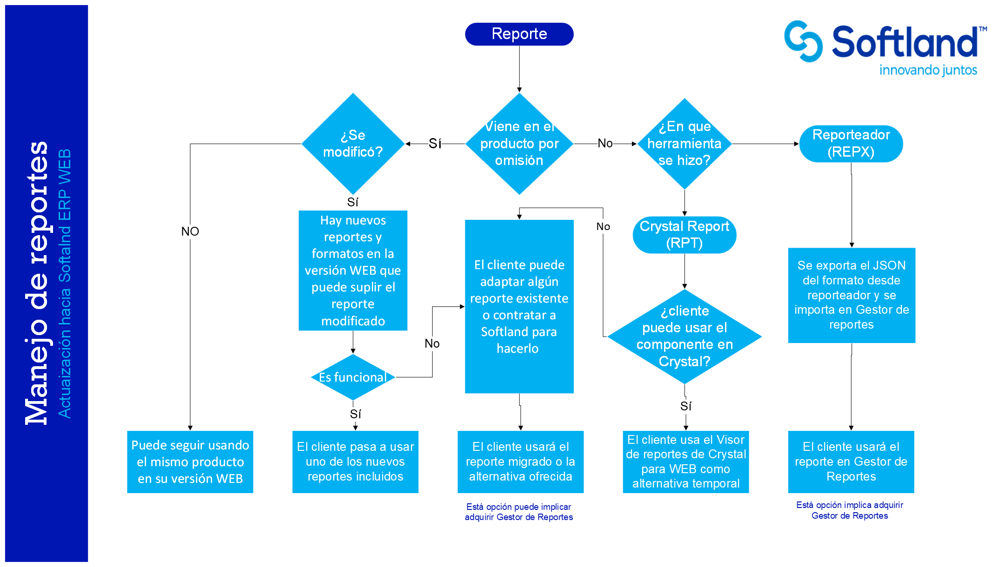 Manejo de reportes
Actuaización hacia Softalnd ERP WEB
Softland™
innovando juntos
Reporte
¿Se
modificó?
Sí
Viene en el
producto por
omisión
No
¿En que
herramienta
se hizo?
Reporteador
(REPX)
NO
Sí
Hay nuevos
reportes y
formatos en la
versión WEB que
puede suplir el
reporte
modificado
Es funcional
No
Sí
El cliente puede
adaptar algún
reporte existente
o contratar a
Softland para
hacerlo
No
Crystal Report
(RPT)
¿cliente
puede usar el
componente en
Crystal?
Sí
Se exporta el JSON
del formato desde
reporteador y se
importa en Gestor de
reportes
Puede seguir usando
el mismo producto
en su versión WEB
El cliente pasa a usar
uno de los nuevos
reportes incluidos
El cliente usará el
reporte migrado o la
alternativa ofrecida
El cliente usa el Visor
de reportes de Crystal
para WEB como
alternativa temporal
El cliente usará el
reporte en Gestor de
Reportes
Está opción puede implicar
adquirir Gestor de Reportes
Está opción implica adquirir
Gestor de Reportes